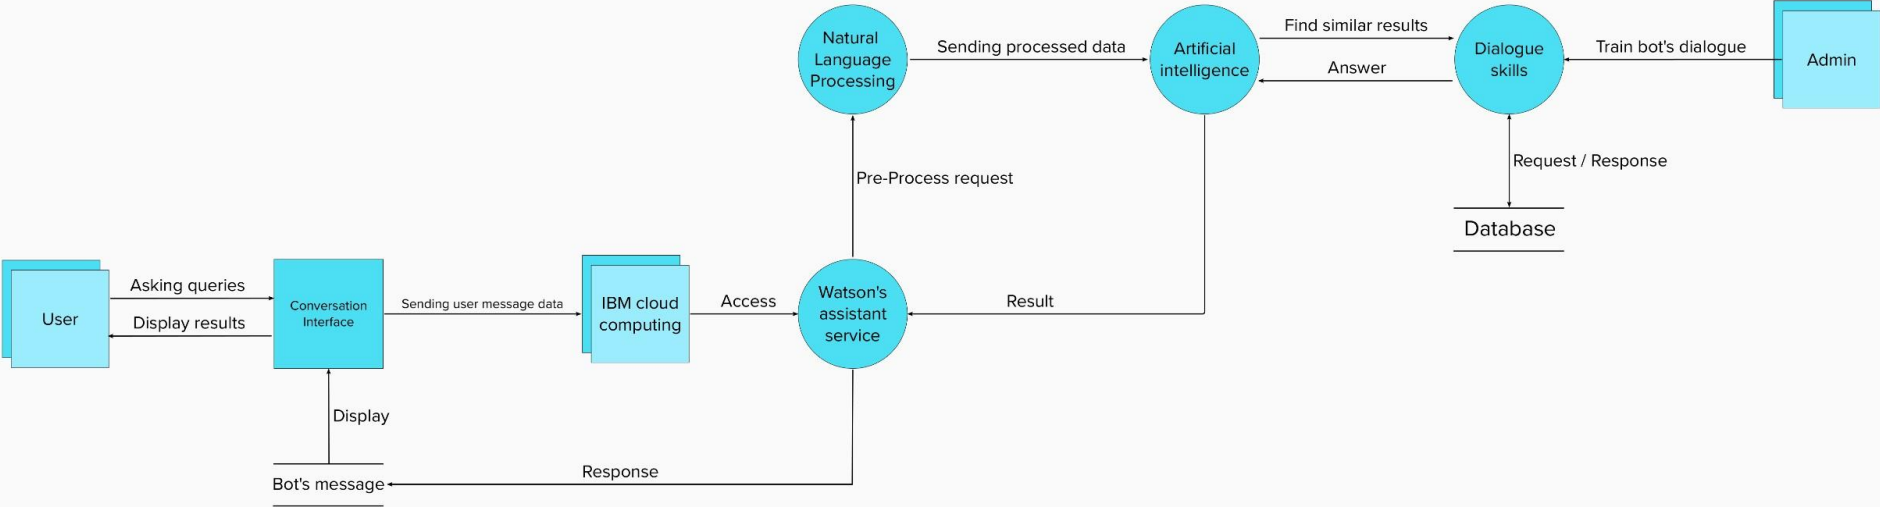 Natural
Language
Processing
Sending processed data
Artificial
intelligence
Find similar results
Answer
Dialogue
skills
Train bot's dialogue
Admin
Pre-Process request
Request / Response
Database
User
Asking queries
Display results
Conversation
Interface
Sending user message data
IBM cloud
computing
Access
Watson's
assistant
service
Result
Display
Response
Bot's message